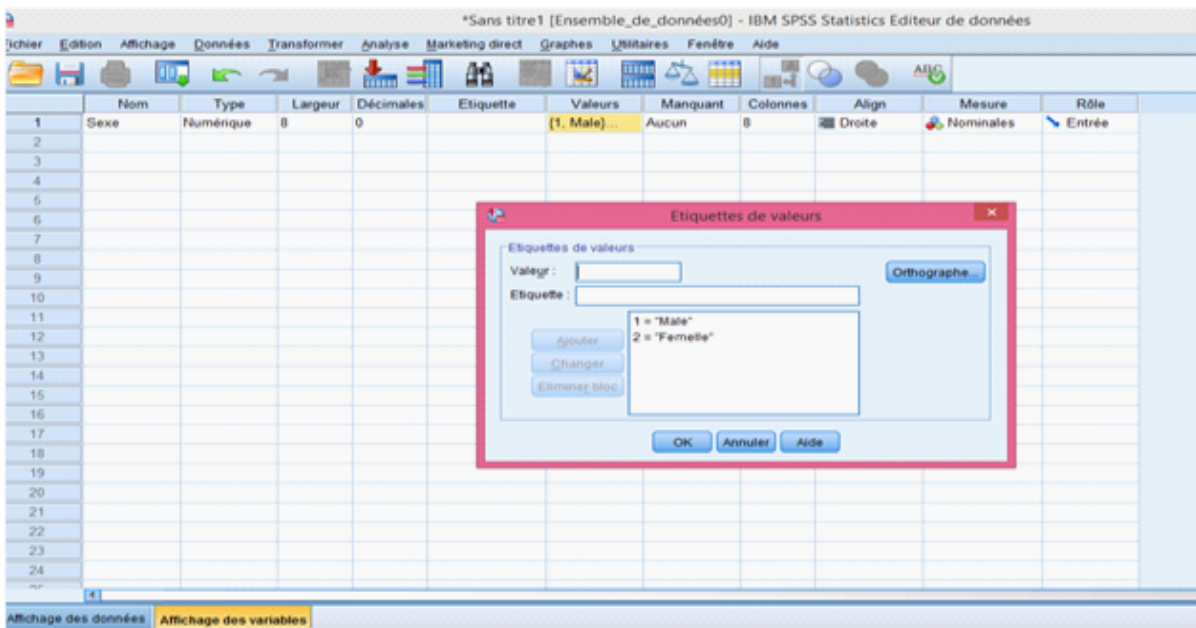 *Sans titre1 [Ensemble_de_données0] - IBM SPSS Statistics Editeur de données
ichier Edition Affichage Données Transformer Analyse Marketing direct Graphes Utilitaires Fenêtre Aide
Nom Type Largeur Décimales Etiquette Valeurs Manquant Colonnes Align Mesure Rôle
1 Sexe Numérique 8 0 {1, Male}... Aucun 8 Droite Nominales Entrée
2
3
4
5
6
7
8
9
10
11
12
13
14
15
16
17
18
19
20
21
22
23
24
25
Etiquettes de valeurs
Etiquettes de valeurs
Valeur :
Orthographe...
Etiquette :
1 = "Male"
2 = "Femelle"
Ajouter
Changer
Eliminer bloc
OK Annuler Aide
Affichage des données Affichage des variables